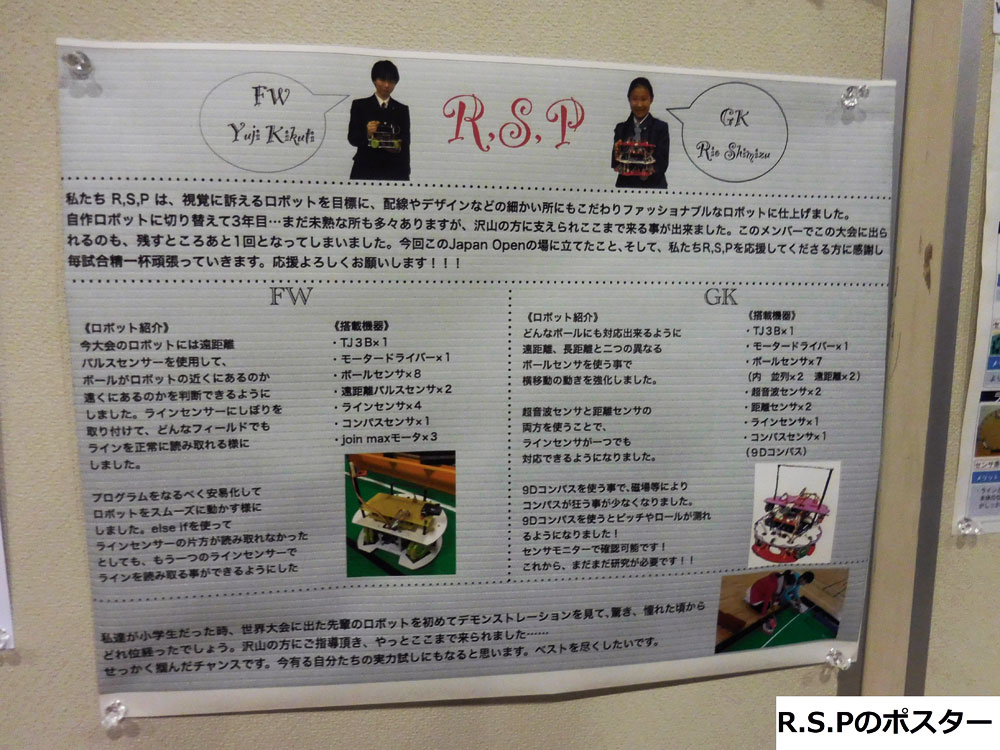 FW
Yuji Kikuti
R,S,P
GK
Rio Shimizu
私たち R,S,P は、視覚に訴えるロボットを目標に、配線やデザインなどの細かい所にもこだわりファッショナブルなロボットに仕上げました。
自作ロボットに切り替えて3年目…まだ未熟な所も多々ありますが、沢山の方に支えられここまで来る事が出来ました。このメンバーでこの大会に出ら
れるのも、残すところあと1回となってしまいました。今回このJapan Openの場に立てたこと、そして、私たちR,S,Pを応援してくださる方に感謝し
毎試合精一杯頑張っていきます。応援よろしくお願いします！！！
FW
《ロボット紹介》
今大会のロボットには遠距離
パルスセンサーを使用して、
ボールがロボットの近くにあるのか
遠くにあるのかを判断できるように
しました。ラインセンサーにしぼりを
取り付けて、どんなフィールドでも
ラインを正常に読み取れる様に
しました。
プログラムをなるべく安易化して
ロボットをスムーズに動かす様に
しました。else ifを使って
ラインセンサーの片方が読み取れなかった
としても、もう一つのラインセンサーで
ラインを読み取る事ができるようにした
《搭載機器》
・TJ3B×1
・モータードライバー×1
・ボールセンサ×8
・遠距離パルスセンサ×2
・ラインセンサ×4
・コンパスセンサ×1
・join maxモータ×3
GK
《ロボット紹介》
どんなボールにも対応出来るように
遠距離、長距離と二つの異なる
ボールセンサを使う事で
横移動の動きを強化しました。
超音波センサと距離センサの
両方を使うことで、
ラインセンサが一つでも
対応できるようになりました。
9Dコンパスを使う事で、磁場等により
コンパスが狂う事が少なくなりました。
9Dコンパスを使うとピッチやロールが測れ
るようになりました！
センサモニターで確認可能です！
これから、まだまだ研究が必要です！！
《搭載機器》
・TJ3B×1
・モータードライバー×1
・ボールセンサ×7
（内 並列×2 遠距離×2）
・超音波センサ×2
・距離センサ×2
・ラインセンサ×1
・コンパスセンサ×1
（9Dコンパス）
私達が小学生だった時、世界大会に出た先輩のロボットを初めてデモンストレーションを見て、驚き、憧れた頃から
どれ位経ったでしょう。沢山の方にご指導頂き、やっとここまで来られました……
せっかく掴んだチャンスです。今有る自分たちの実力試しにもなると思います。ベストを尽くしたいです。
R.S.Pのポスター